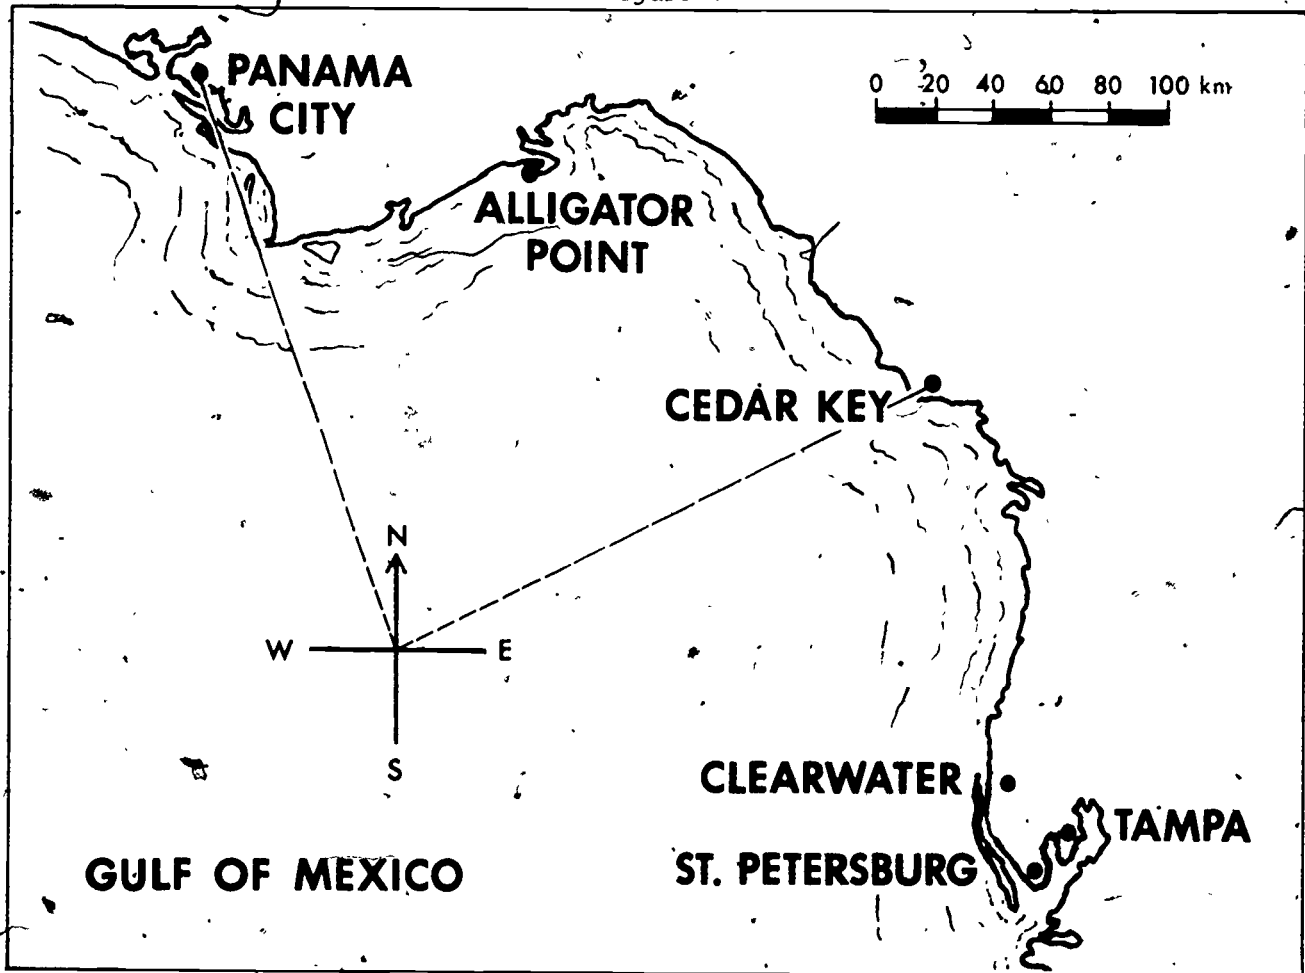 PANAMA
CITY
0 20 40 60 80 100 km
ALLIGATOR
POINT
CEDAR KEY
N
W E
S
CLEARWATER
TAMPA
ST. PETERSBURG
GULF OF MEXICO